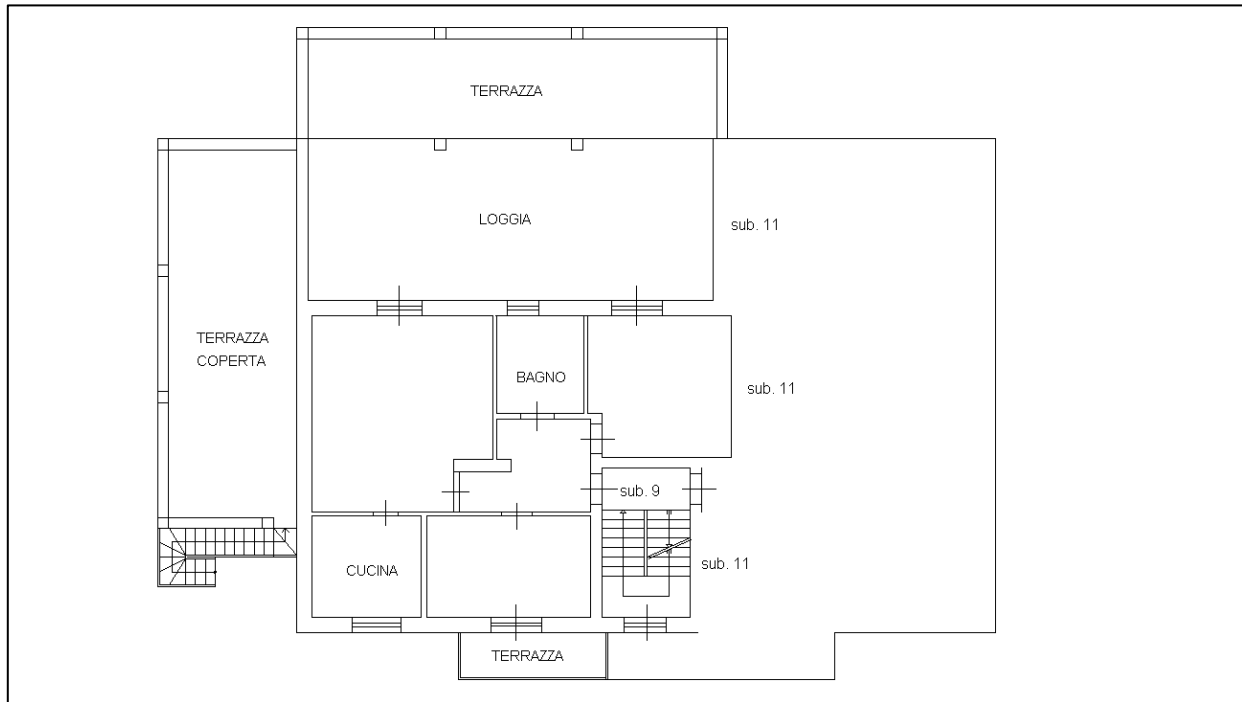 TERRAZZA
LOGGIA
sub. 11
TERRAZZA
COPERTA
BAGNO
sub. 11
sub. 9
CUCINA
sub. 11
TERRAZZA